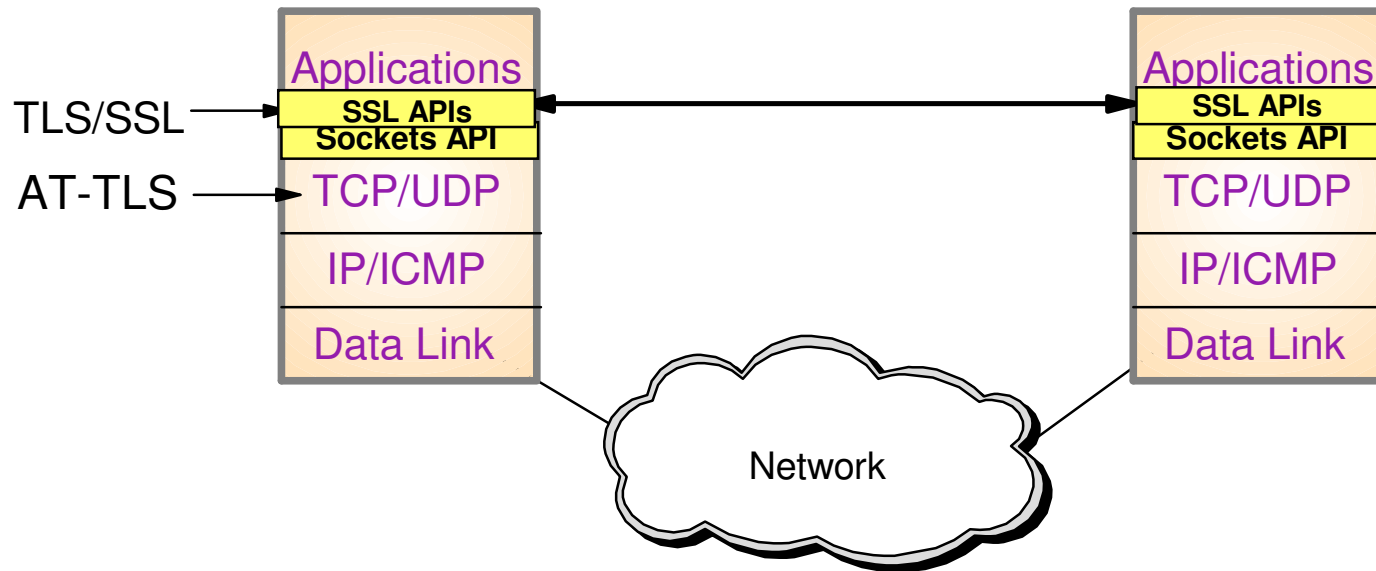 Applications
SSL APIs
Sockets API
TCP/UDP
IP/ICMP
Data Link
TLS/SSL
AT-TLS
Applications
SSL APIs
Sockets API
TCP/UDP
IP/ICMP
Data Link
Network